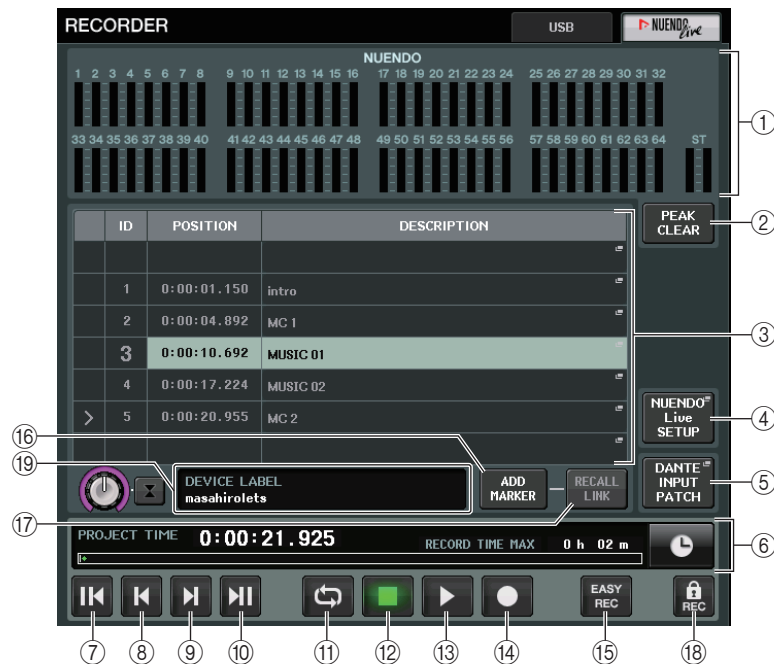 RECORDER
USB
NUENDO live
NUENDO
1 2 3 4 5 6 7 8 9 10 11 12 13 14 15 16 17 18 19 20 21 22 23 24 25 26 27 28 29 30 31 32
33 34 35 36 37 38 39 40 41 42 43 44 45 46 47 48 49 50 51 52 53 54 55 56 57 58 59 60 61 62 63 64 ST
①
PEAK
CLEAR
②
ID POSITION DESCRIPTION
1 0:00:01.150 intro
2 0:00:04.892 MC 1
3 0:00:10.692 MUSIC 01
4 0:00:17.224 MUSIC 02
> 5 0:00:20.955 MC 2
③
NUENDO
Live
SETUP
④
⑯
⑲
DEVICE LABEL
masahirolets
ADD
MARKER
RECALL
LINK
DANTE
INPUT
PATCH
⑤
⑰
PROJECT TIME 0:00:21.925 RECORD TIME MAX 0 h 02 m
⑥
EASY
REC
REC
⑦ ⑧ ⑨ ⑩ ⑪ ⑫ ⑬ ⑭ ⑮ ⑱